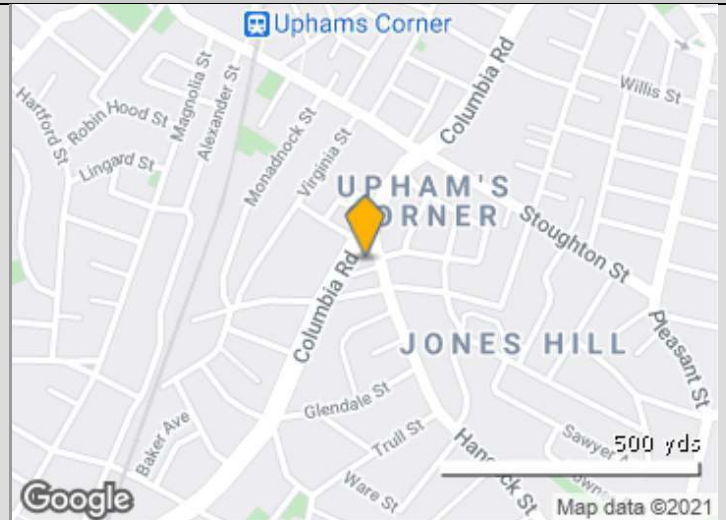 Uphams Corner
Columbia Rd
Willis St
Hartford St
Robin Hood St
Magnolia St
Alexander St
Lingard St
Monadnock St
Virginia St
UPHAM'S
ORNER
Stoughton St
Columbia Rd
JONES HILL
Pleasant St
Glendale St
Baker Ave
Trull St
Hancock St
Sawyer
500 yds
Ware St
Google
Map data ©2021